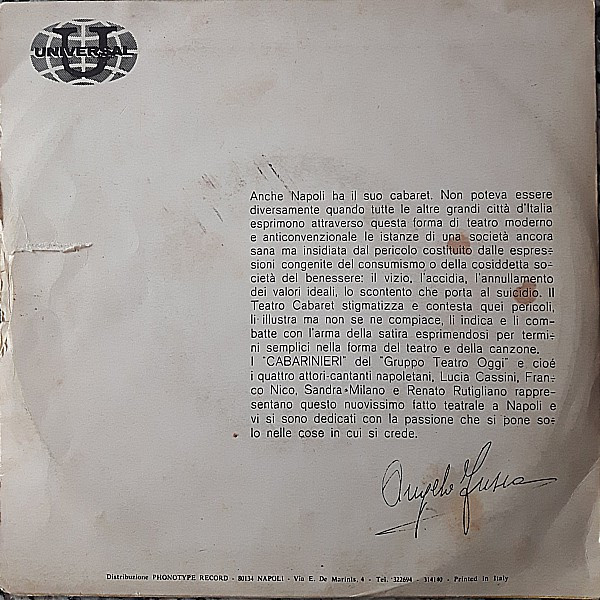 UNIVERSAL
U
Anche Napoli ha il suo cabaret. Non poteva essere
diversamente quando tutte le altre grandi città d'Italia
esprimono attraverso questa forma di teatro moderno
e anticonvenzionale le istanze di una società ancora
sana ma insidiata dal pericolo costituito dalle espres-
sioni congenite del consumismo o della cosiddetta so-
cietà del benessere: il vizio, l'accidia, l'annullamento
dei valori ideali, lo scontento che porta al suicidio. Il
Teatro Cabaret stigmatizza e contesta quei pericoli,
li illustra ma non se ne compiace, li indica e li com-
batte con l'arma della satira esprimendosi per termi-
ni semplici nella forma del teatro e della canzone.
I "CABARINIERI" del "Gruppo Teatro Oggi" e cioé
i quattro attori-cantanti napoletani, Lucia Cassini, Fran-
co Nico, Sandra Milano e Renato Rutigliano rappre-
sentano questo nuovissimo fatto teatrale a Napoli e
vi si sono dedicati con la passione che si pone so-
lo nelle cose in cui si crede.
Angelo
Distribuzione PHONOTYPE RECORD - 80134 NAPOLI - Via E. De Marinis, 4 - Tel. 322694 - 314140 - Printed in Italy